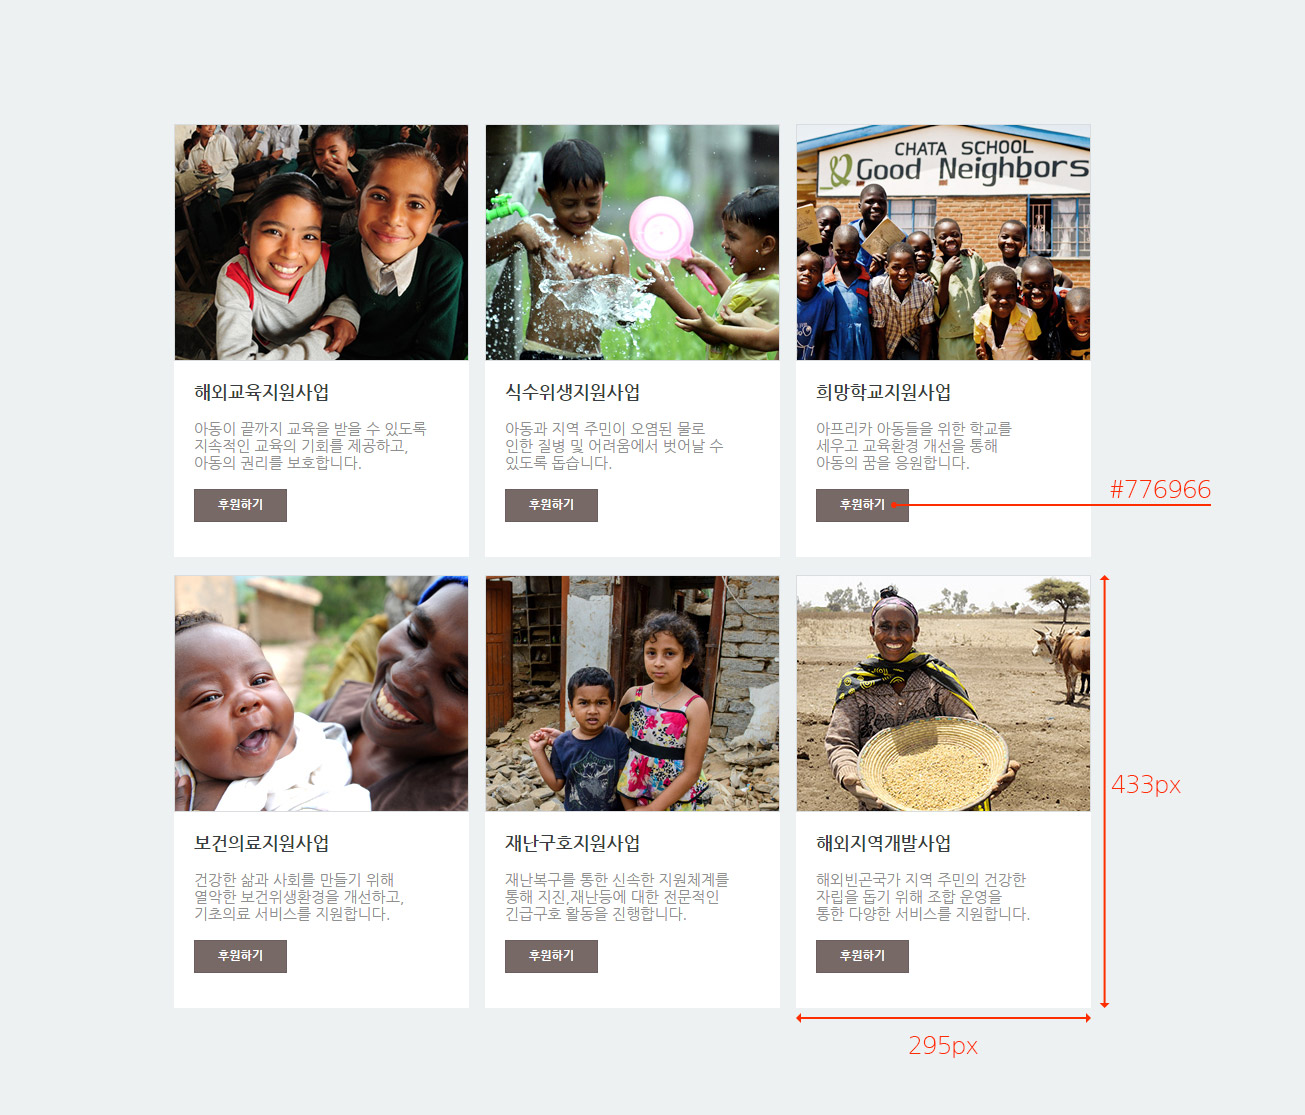 CHATA SCHOOL
Good Neighbors
해외교육지원사업
아동이 끝까지 교육을 받을 수 있도록
지속적인 교육의 기회를 제공하고,
아동의 권리를 보호합니다.
후원하기
식수위생지원사업
아동과 지역 주민이 오염된 물로
인한 질병 및 어려움에서 벗어날 수
있도록 돕습니다.
후원하기
희망학교지원사업
아프리카 아동들을 위한 학교를
세우고 교육환경 개선을 통해
아동의 꿈을 응원합니다.
후원하기
#776966
보건의료지원사업
건강한 삶과 사회를 만들기 위해
열악한 보건위생환경을 개선하고,
기초의료 서비스를 지원합니다.
후원하기
재난구호지원사업
재난복구를 통한 신속한 지원체계를
통해 지진,재난등에 대한 전문적인
긴급구호 활동을 진행합니다.
후원하기
해외지역개발사업
해외빈곤국가 지역 주민의 건강한
자립을 돕기 위해 조합 운영을
통한 다양한 서비스를 지원합니다.
후원하기
433px
295px